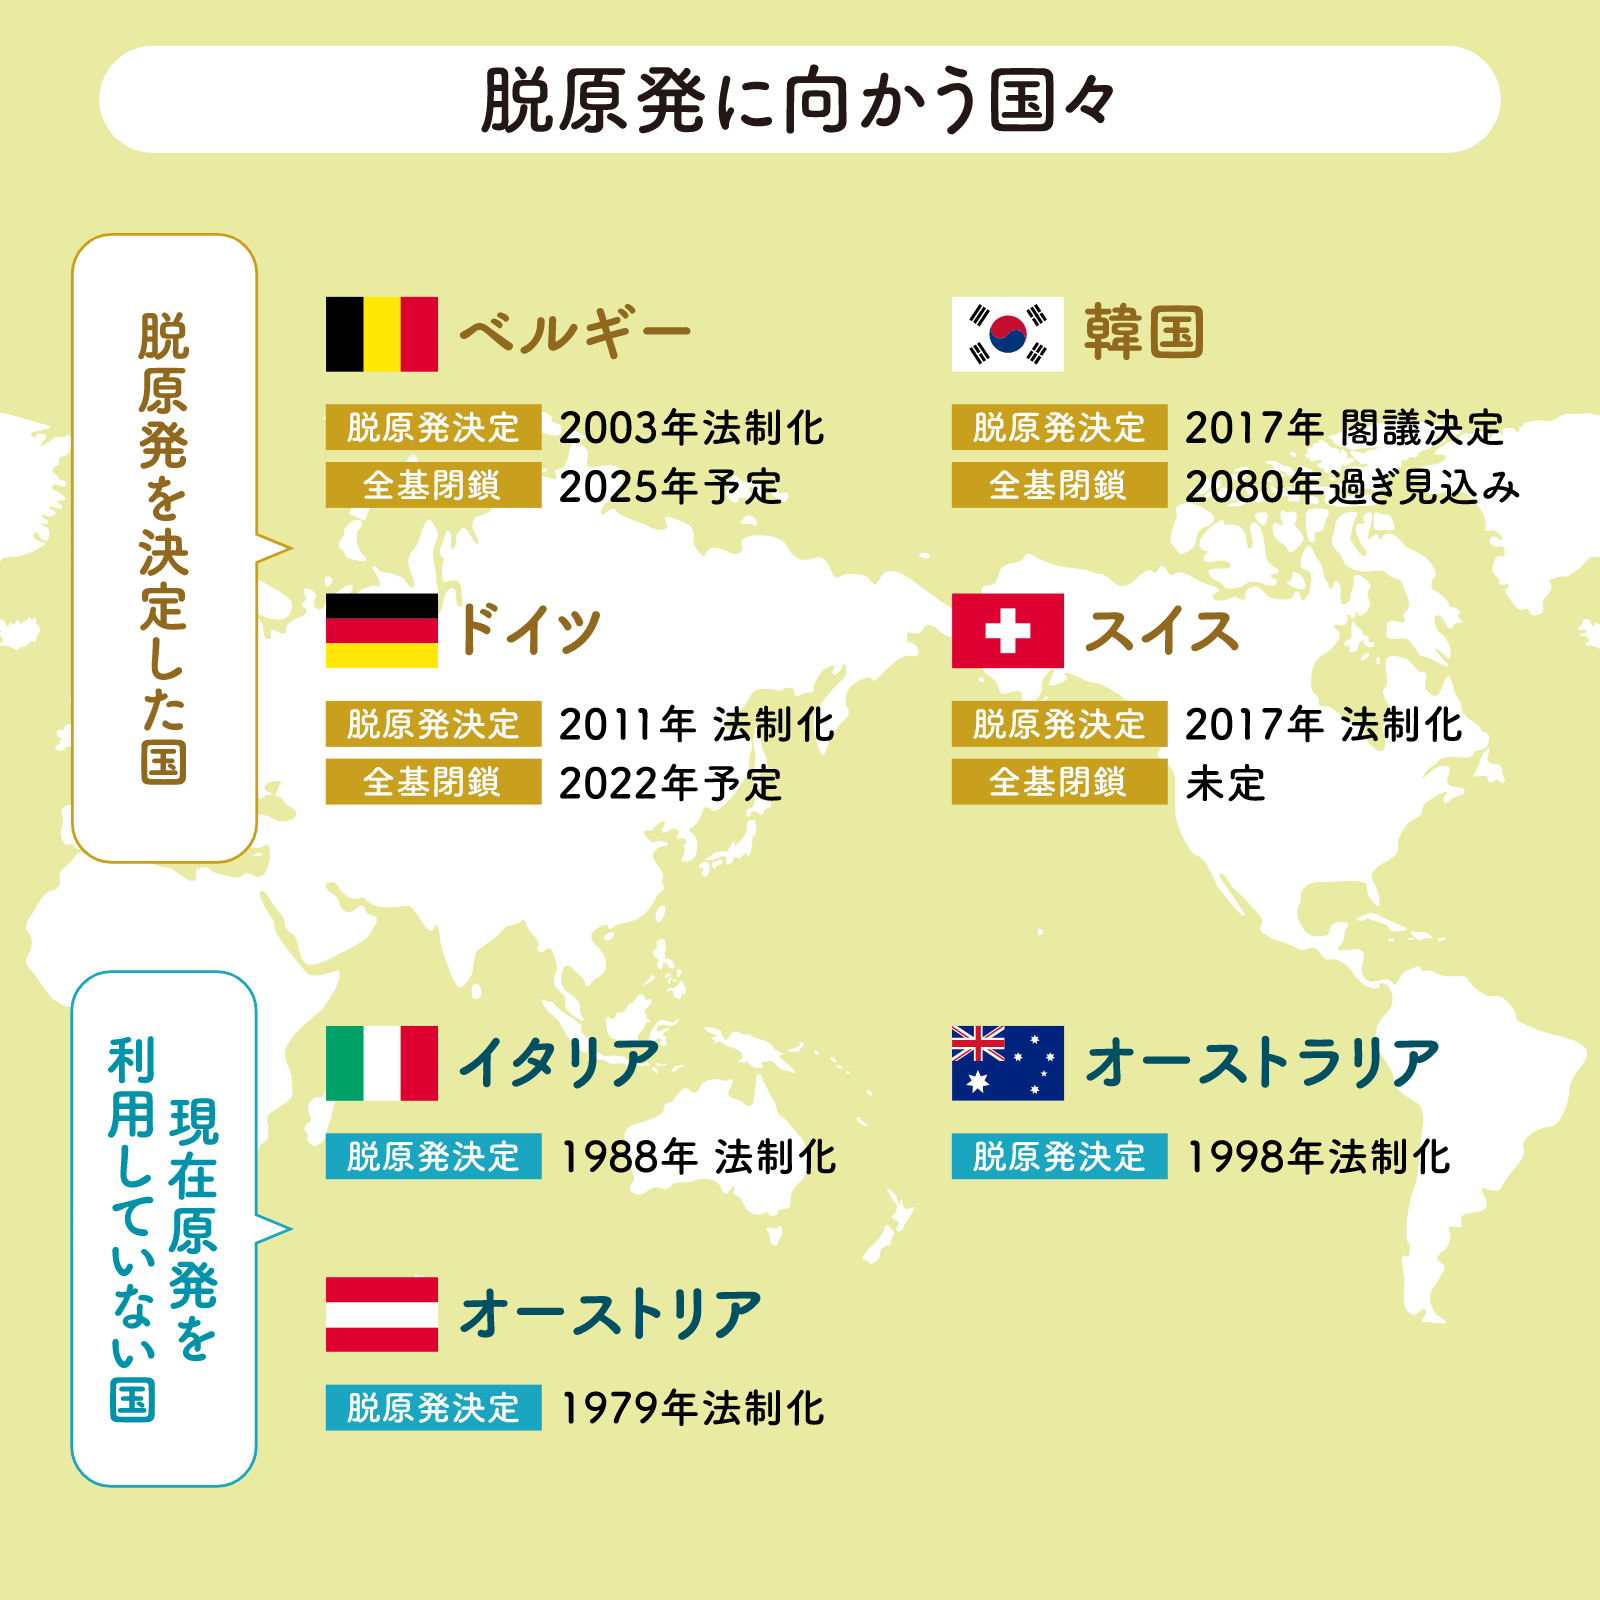 脱原発に向かう国々
脱原発を決定した国
ベルギー
脱原発決定 2003年法制化
全基閉鎖 2025年予定
韓国
脱原発決定 2017年 閣議決定
全基閉鎖 2080年過ぎ見込み
ドイツ
脱原発決定 2011年 法制化
全基閉鎖 2022年予定
スイス
脱原発決定 2017年 法制化
全基閉鎖 未定
現在原発を
利用していない国
イタリア
脱原発決定 1988年 法制化
オーストラリア
脱原発決定 1998年法制化
オーストリア
脱原発決定 1979年法制化